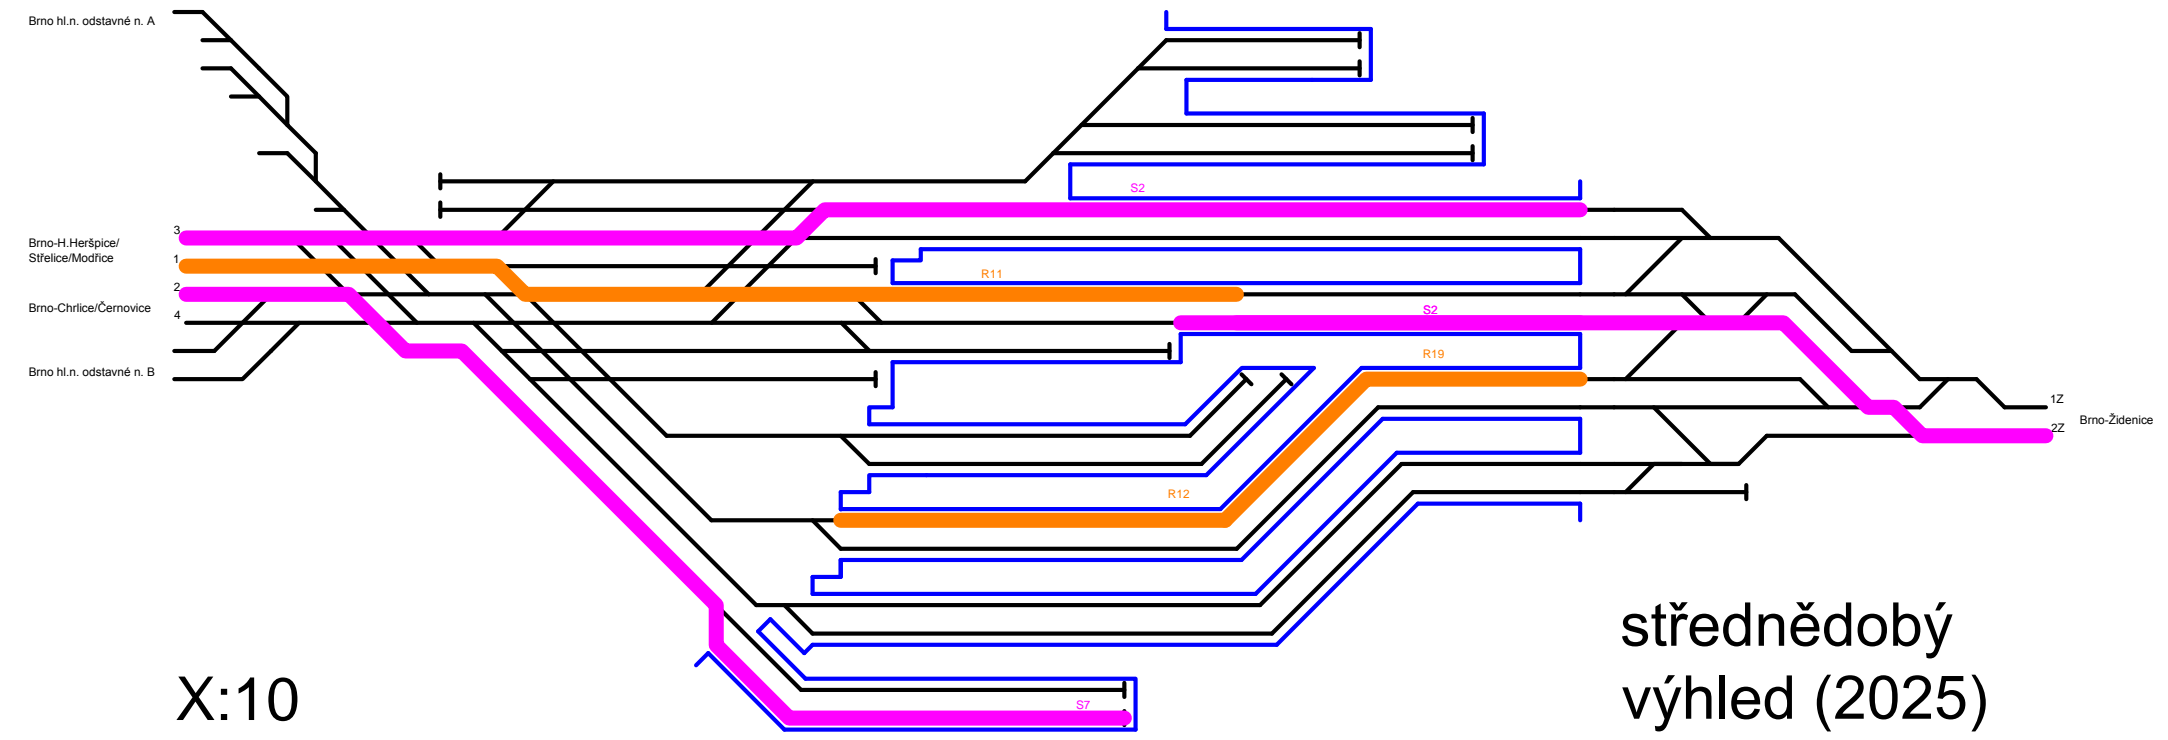 Brno hl.n. odstavné n. A
S2
3
Brno-H.Heršpice/
Střelice/Modřice
1
R11
2
Brno-Chrlice/Černovice
4
S2
R19
Brno hl.n. odstavné n. B
1Z
Brno-Židenice
2Z
R12
střednědobý
výhled (2025)
X:10
S7